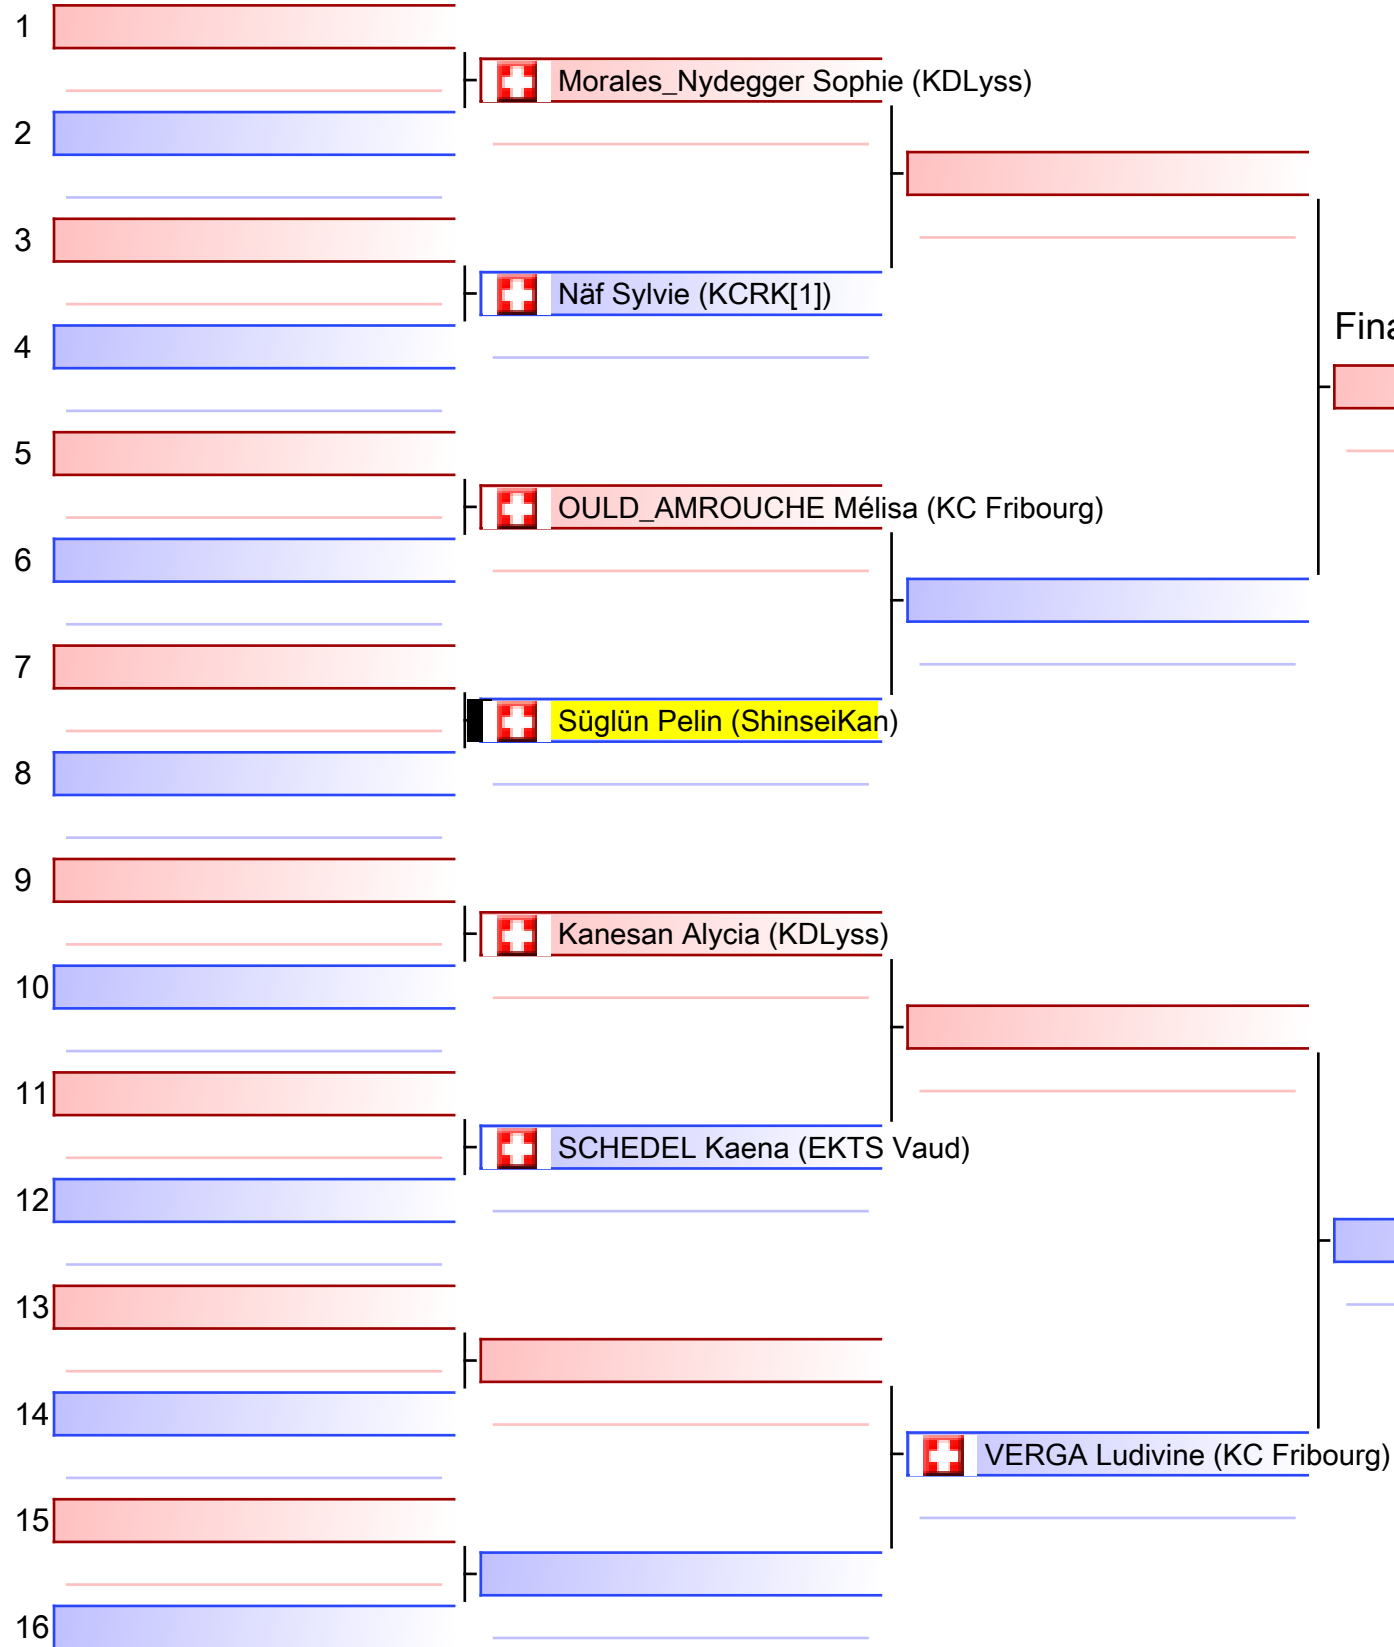 1
Morales_Nydegger Sophie (KDLyss)
2
3
Näf Sylvie (KCRK[1])
4
5
OULD_AMROUCHE Mélisa (KC Fribourg)
6
7
Süglün Pelin (ShinseiKan)
8
9
Kanesan Alycia (KDLyss)
10
11
SCHEDEL Kaena (EKTS Vaud)
12
13
14
VERGA Ludivine (KC Fribourg)
15
16